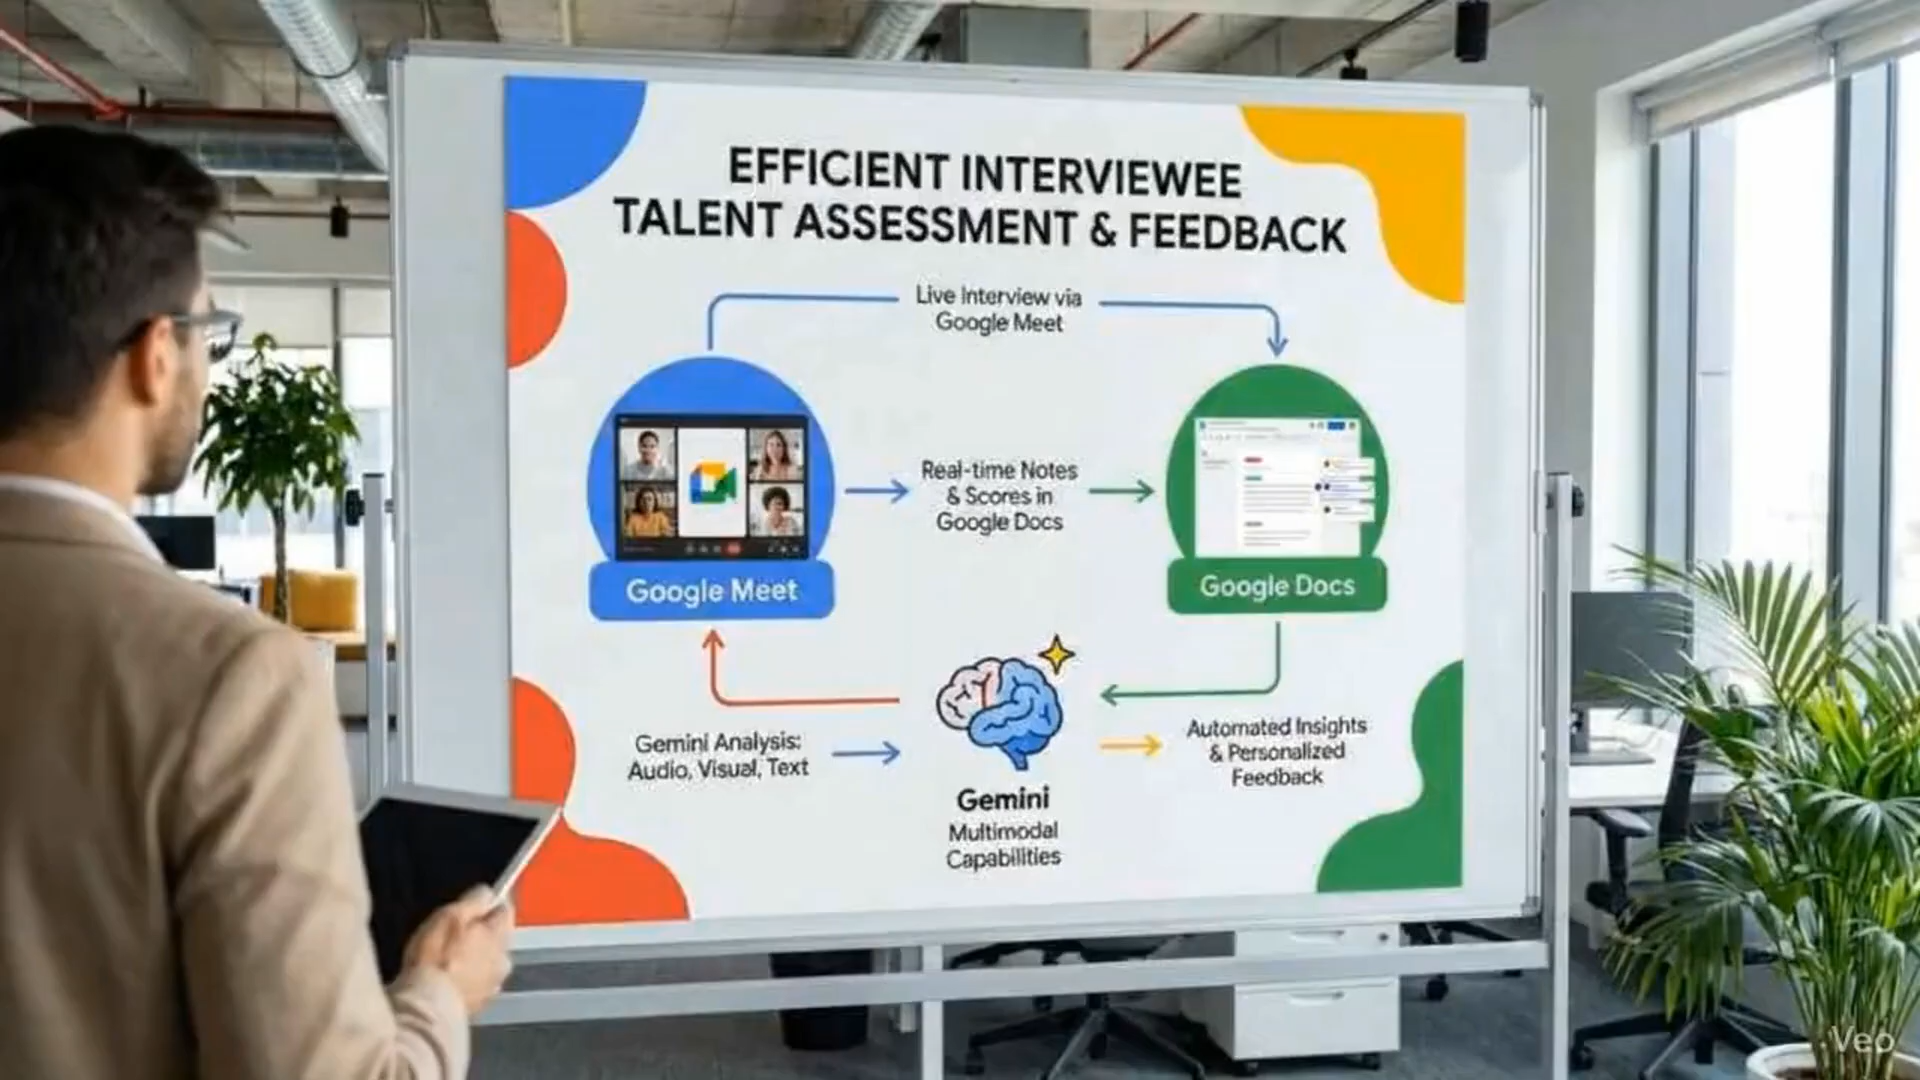 EFFICIENT INTERVIEWEE
TALENT ASSESSMENT & FEEDBACK
Live Interview via
Google Meet
Real-time Notes
& Scores in
Google Docs
Google Meet
Google Docs
Gemini Analysis:
Audio, Visual, Text
Gemini
Multimodal
Capabilities
Automated Insights
& Personalized
Feedback
Veo